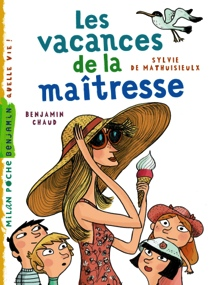 Les
vacances
de la
maîtresse
SYLVIE
DE MATHUISIEULX
BENJAMIN
CHAUD
MILAN POCHE BENJAMIN
QUELLE VIE !